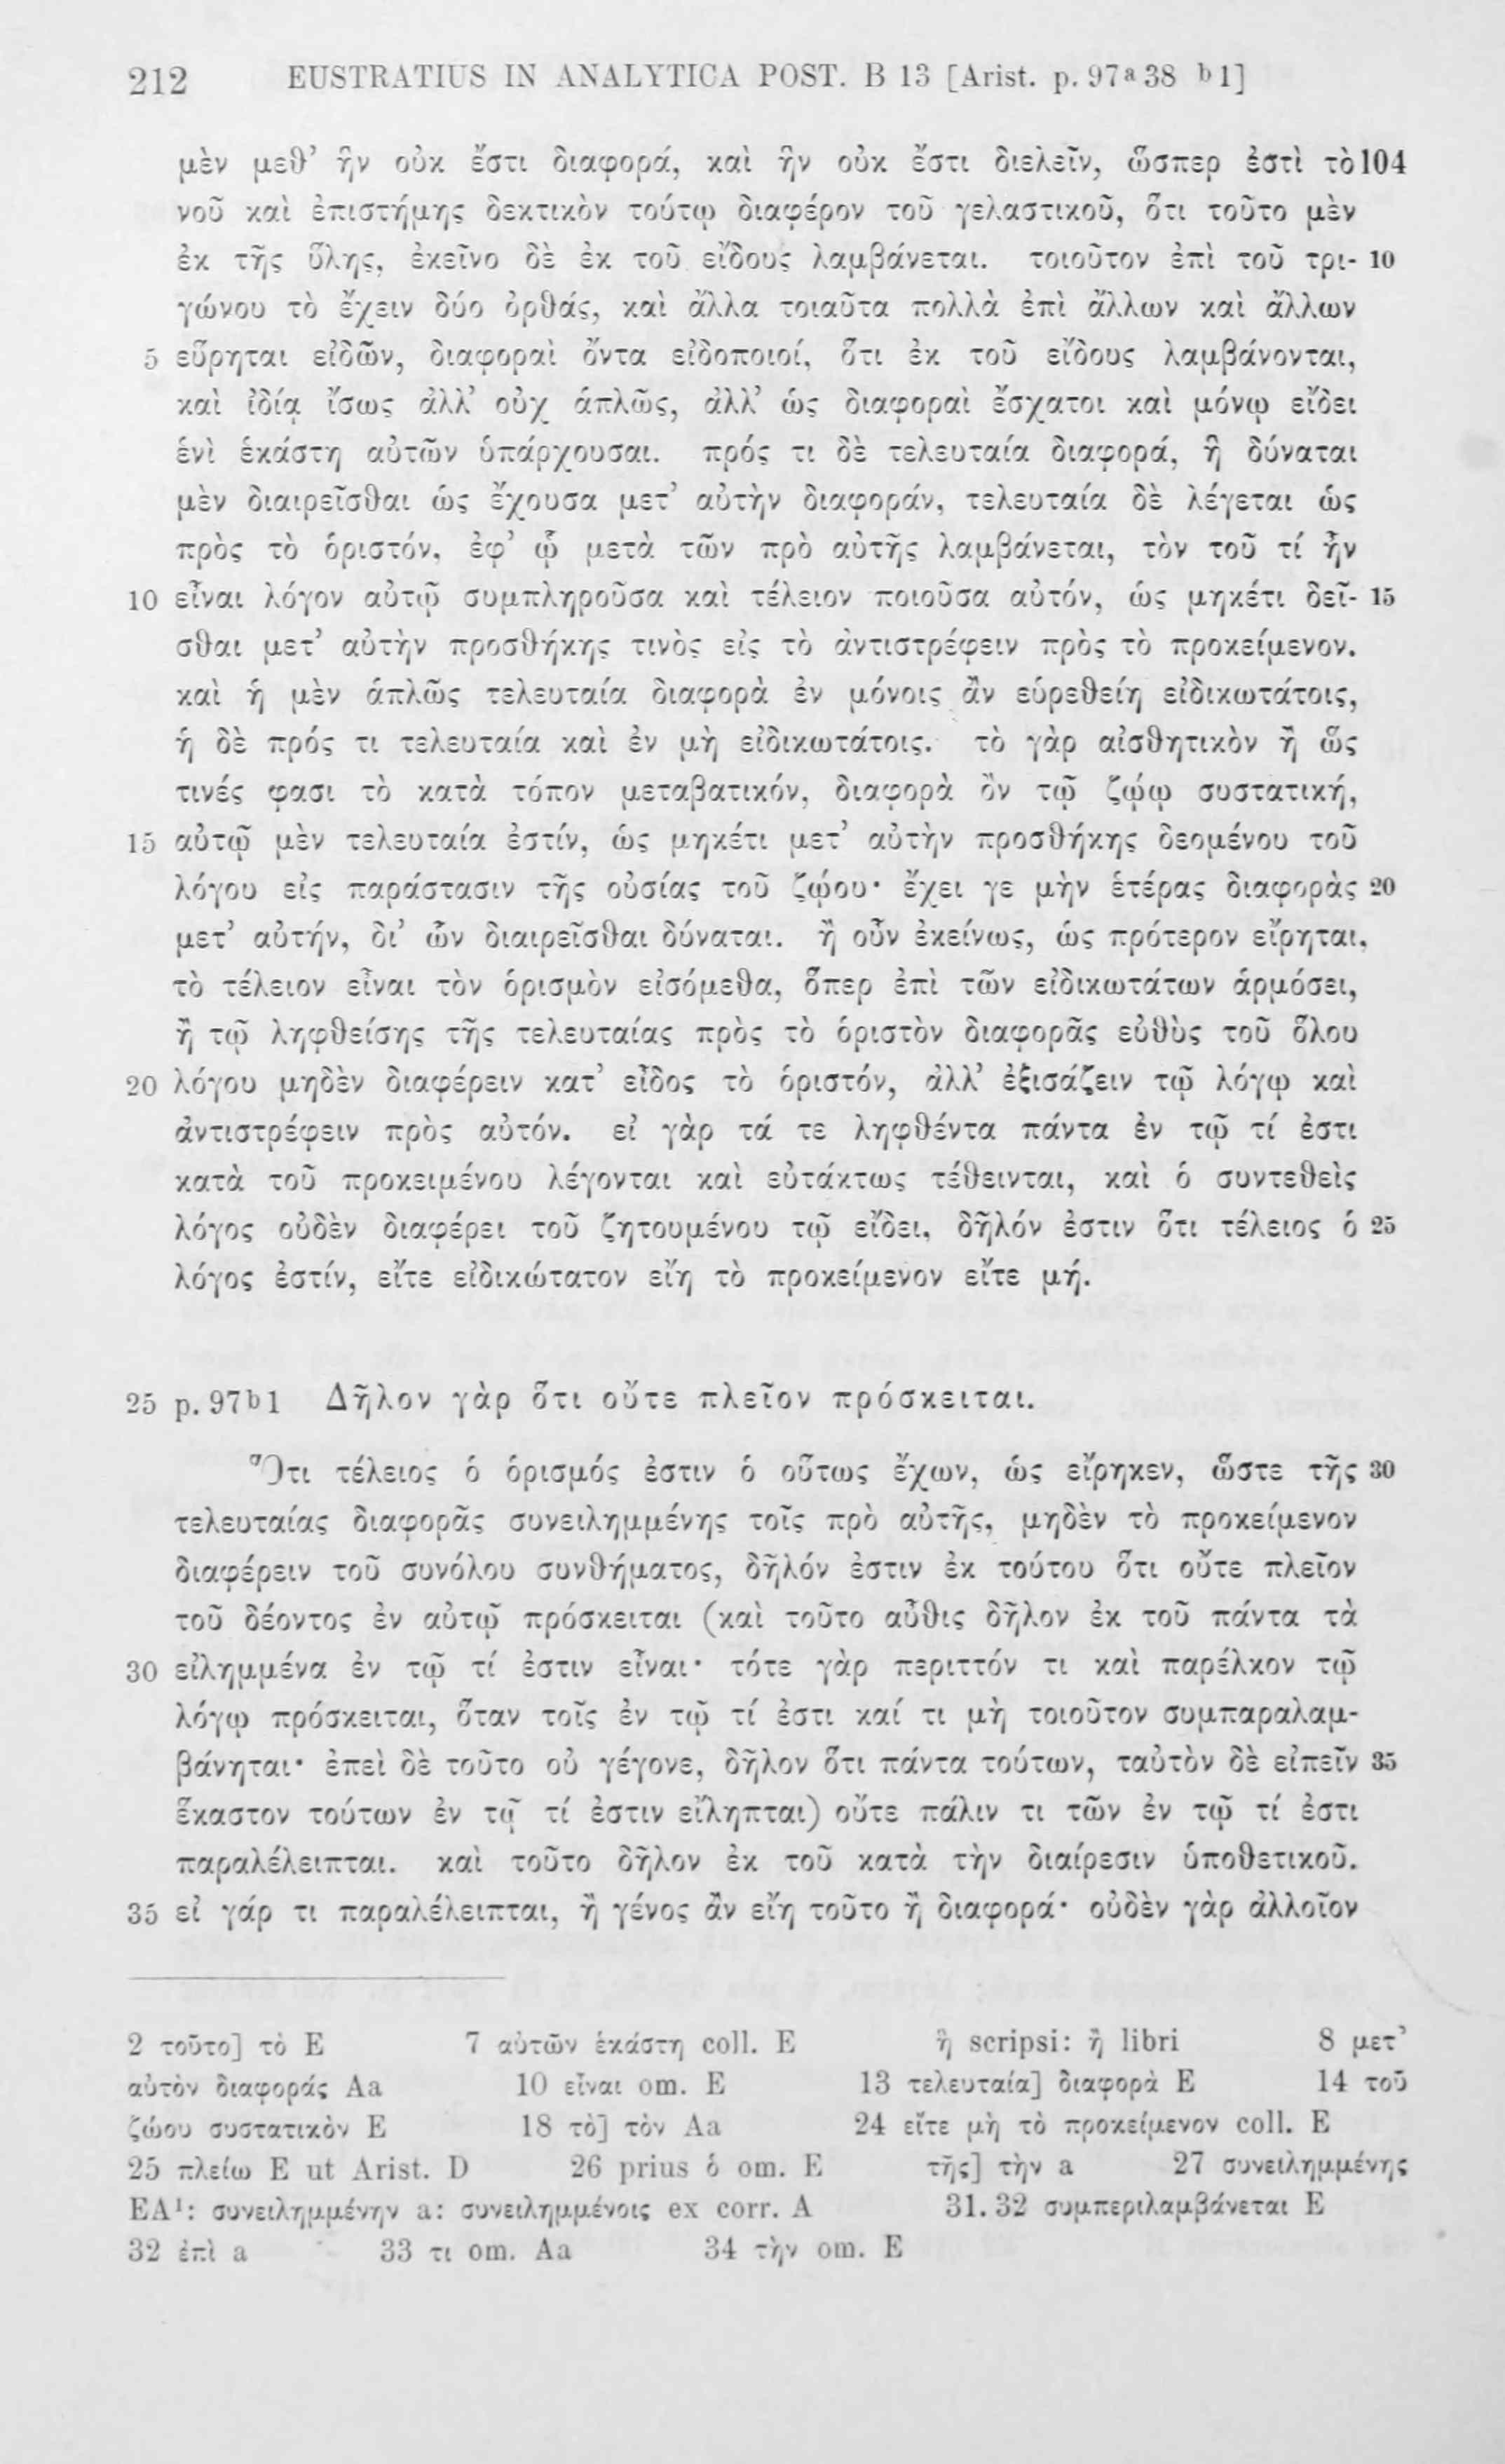 212 EUSTRATIUS IN ANALYTICA POST. B 13 [Arist. p. 97a38 b1]
μὲν μεθ’ ἣν οὐκ ἔστι διαφορά, καὶ ἣν οὐκ ἔστι διελεῖν, ὥσπερ ἐστὶ τὸ 104
νοῦ καὶ ἐπιστήμης δεκτικὸν τούτῳ διαφέρον τοῦ γελαστικοῦ, ὅτι τοῦτο μὲν
ἐκ τῆς ὕλης, ἐκεῖνο δὲ ἐκ τοῦ εἴδους λαμβάνεται. τοιοῦτον ἐπὶ τοῦ τρι- 10
γώνου τὸ ἔχειν δύο ὀρθάς, καὶ ἄλλα τοιαῦτα πολλὰ ἐπὶ ἄλλων καὶ ἄλλων
5 εὕρηται εἰδῶν, διαφοραὶ ὄντα εἰδοποιοί, ὅτι ἐκ τοῦ εἴδους λαμβάνονται,
καὶ ἰδίᾳ ἴσως ἀλλ’ οὐχ ἁπλῶς, ἀλλ’ ὡς διαφοραὶ ἔσχατοι καὶ μόνῳ εἴδει
ἑνὶ ἑκάστη αὐτῶν ὑπάρχουσαι. πρός τι δὲ τελευταία διαφορά, ἣ δύναται
μὲν διαιρεῖσθαι ὡς ἔχουσα μετ’ αὐτὴν διαφοράν, τελευταία δὲ λέγεται ὡς
πρὸς τὸ ὁριστόν, ἐφ’ ᾧ μετὰ τῶν πρὸ αὐτῆς λαμβάνεται, τὸν τοῦ τί ἦν
10 εἶναι λόγον αὐτῷ συμπληροῦσα καὶ τέλειον ποιοῦσα αὐτόν, ὡς μηκέτι δεῖ- 15
σθαι μετ’ αὐτὴν προσθήκης τινὸς εἰς τὸ ἀντιστρέφειν πρὸς τὸ προκείμενον.
καὶ ἡ μὲν ἁπλῶς τελευταία διαφορὰ ἐν μόνοις ἂν εὑρεθείη εἰδικωτάτοις,
ἡ δὲ πρός τι τελευταία καὶ ἐν μὴ εἰδικωτάτοις. τὸ γὰρ αἰσθητικὸν ἢ ὥς
τινές φασι τὸ κατὰ τόπον μεταβατικόν, διαφορὰ ὂν τῷ ζῴῳ συστατική,
15 αὐτῷ μὲν τελευταία ἐστίν, ὡς μηκέτι μετ’ αὐτὴν προσθήκης δεομένου τοῦ
λόγου εἰς παράστασιν τῆς οὐσίας τοῦ ζῴου· ἔχει γε μὴν ἑτέρας διαφορὰς 20
μετ’ αὐτήν, δι’ ὧν διαιρεῖσθαι δύναται. ἢ οὖν ἐκείνως, ὡς πρότερον εἴρηται,
τὸ τέλειον εἶναι τὸν ὁρισμὸν εἰσόμεθα, ὅπερ ἐπὶ τῶν εἰδικωτάτων ἁρμόσει,
ἢ τῷ ληφθείσης τῆς τελευταίας πρὸς τὸ ὁριστὸν διαφορᾶς εὐθὺς τοῦ ὅλου
20 λόγου μηδὲν διαφέρειν κατ’ εἶδος τὸ ὁριστόν, ἀλλ’ ἐξισάζειν τῷ λόγῳ καὶ
ἀντιστρέφειν πρὸς αὐτόν. εἰ γὰρ τά τε ληφθέντα πάντα ἐν τῷ τί ἐστι
κατὰ τοῦ προκειμένου λέγονται καὶ εὐτάκτως τέθεινται, καὶ ὁ συντεθεὶς
λόγος οὐδὲν διαφέρει τοῦ ζητουμένου τῷ εἴδει, δῆλόν ἐστιν ὅτι τέλειος ὁ 25
λόγος ἐστίν, εἴτε εἰδικώτατον εἴη τὸ προκείμενον εἴτε μή.
25 p. 97b1 Δῆλον γὰρ ὅτι οὔτε πλεῖον πρόσκειται.
Ὅτι τέλειος ὁ ὁρισμός ἐστιν ὁ οὕτως ἔχων, ὡς εἴρηκεν, ὥστε τῆς 30
τελευταίας διαφορᾶς συνειλημμένης τοῖς πρὸ αὐτῆς, μηδὲν τὸ προκείμενον
διαφέρειν τοῦ συνόλου συνθήματος, δῆλόν ἐστιν ἐκ τούτου ὅτι οὔτε πλεῖον
τοῦ δέοντος ἐν αὐτῷ πρόσκειται (καὶ τοῦτο αὖθις δῆλον ἐκ τοῦ πάντα τὰ
30 εἰλημμένα ἐν τῷ τί ἐστιν εἶναι· τότε γὰρ περιττόν τι καὶ παρέλκον τῷ
λόγῳ πρόσκειται, ὅταν τοῖς ἐν τῷ τί ἐστι καί τι μὴ τοιοῦτον συμπαραλαμ-
βάνηται· ἐπεὶ δὲ τοῦτο οὐ γέγονε, δῆλον ὅτι πάντα τούτων, ταὐτὸν δὲ εἰπεῖν 35
ἕκαστον τούτων ἐν τῷ τί ἐστιν εἴληπται) οὔτε πάλιν τι τῶν ἐν τῷ τί ἐστι
παραλέλειπται. καὶ τοῦτο δῆλον ἐκ τοῦ κατὰ τὴν διαίρεσιν ὑποθετικοῦ.
35 εἰ γάρ τι παραλέλειπται, ἢ γένος ἂν εἴη τοῦτο ἢ διαφορά· οὐδὲν γὰρ ἀλλοῖον
2 τοῦτο] τὸ E 7 αὐτῶν ἑκάστη coll. E ἣ scripsi: ἢ libri 8 μετ’
αὐτὸν διαφοράς Aa 10 εἶναι om. E 13 τελευταία] διαφορὰ E 14 τοῦ
ζώου συστατικὸν E 18 τὸ] τὸν Aa 24 εἴτε μὴ τὸ προκείμενον coll. E
25 πλείω E ut Arist. D 26 prius ὁ om. E τῆς] τὴν a 27 συνειλημμένης
EA¹: συνειλημμένην a: συνειλημμένοις ex corr. A 31. 32 συμπεριλαμβάνεται E
32 ἐπὶ a 33 τι om. Aa 34 τὴν om. E